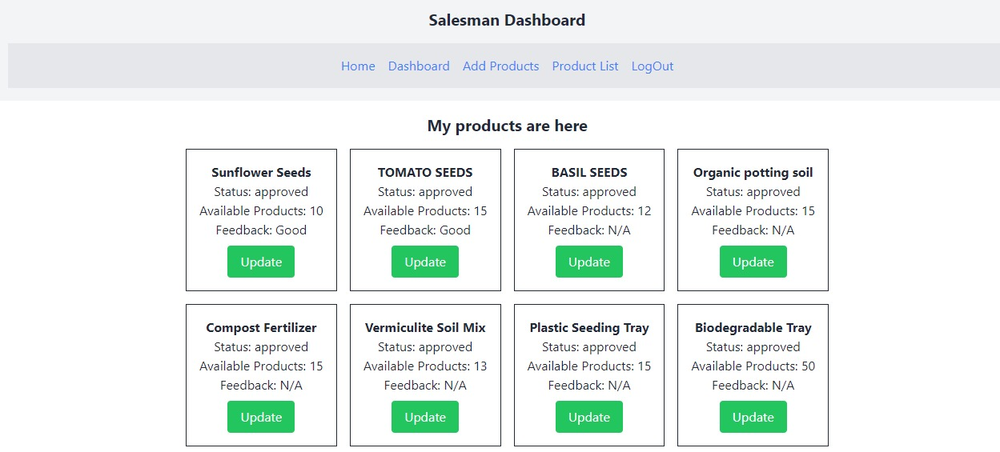 Salesman Dashboard
Home Dashboard Add Products Product List LogOut
My products are here
Sunflower Seeds
Status: approved
Available Products: 10
Feedback: Good
Update
TOMATO SEEDS
Status: approved
Available Products: 15
Feedback: Good
Update
BASIL SEEDS
Status: approved
Available Products: 12
Feedback: N/A
Update
Organic potting soil
Status: approved
Available Products: 15
Feedback: N/A
Update
Compost Fertilizer
Status: approved
Available Products: 15
Feedback: N/A
Update
Vermiculite Soil Mix
Status: approved
Available Products: 13
Feedback: N/A
Update
Plastic Seeding Tray
Status: approved
Available Products: 15
Feedback: N/A
Update
Biodegradable Tray
Status: approved
Available Products: 50
Feedback: N/A
Update